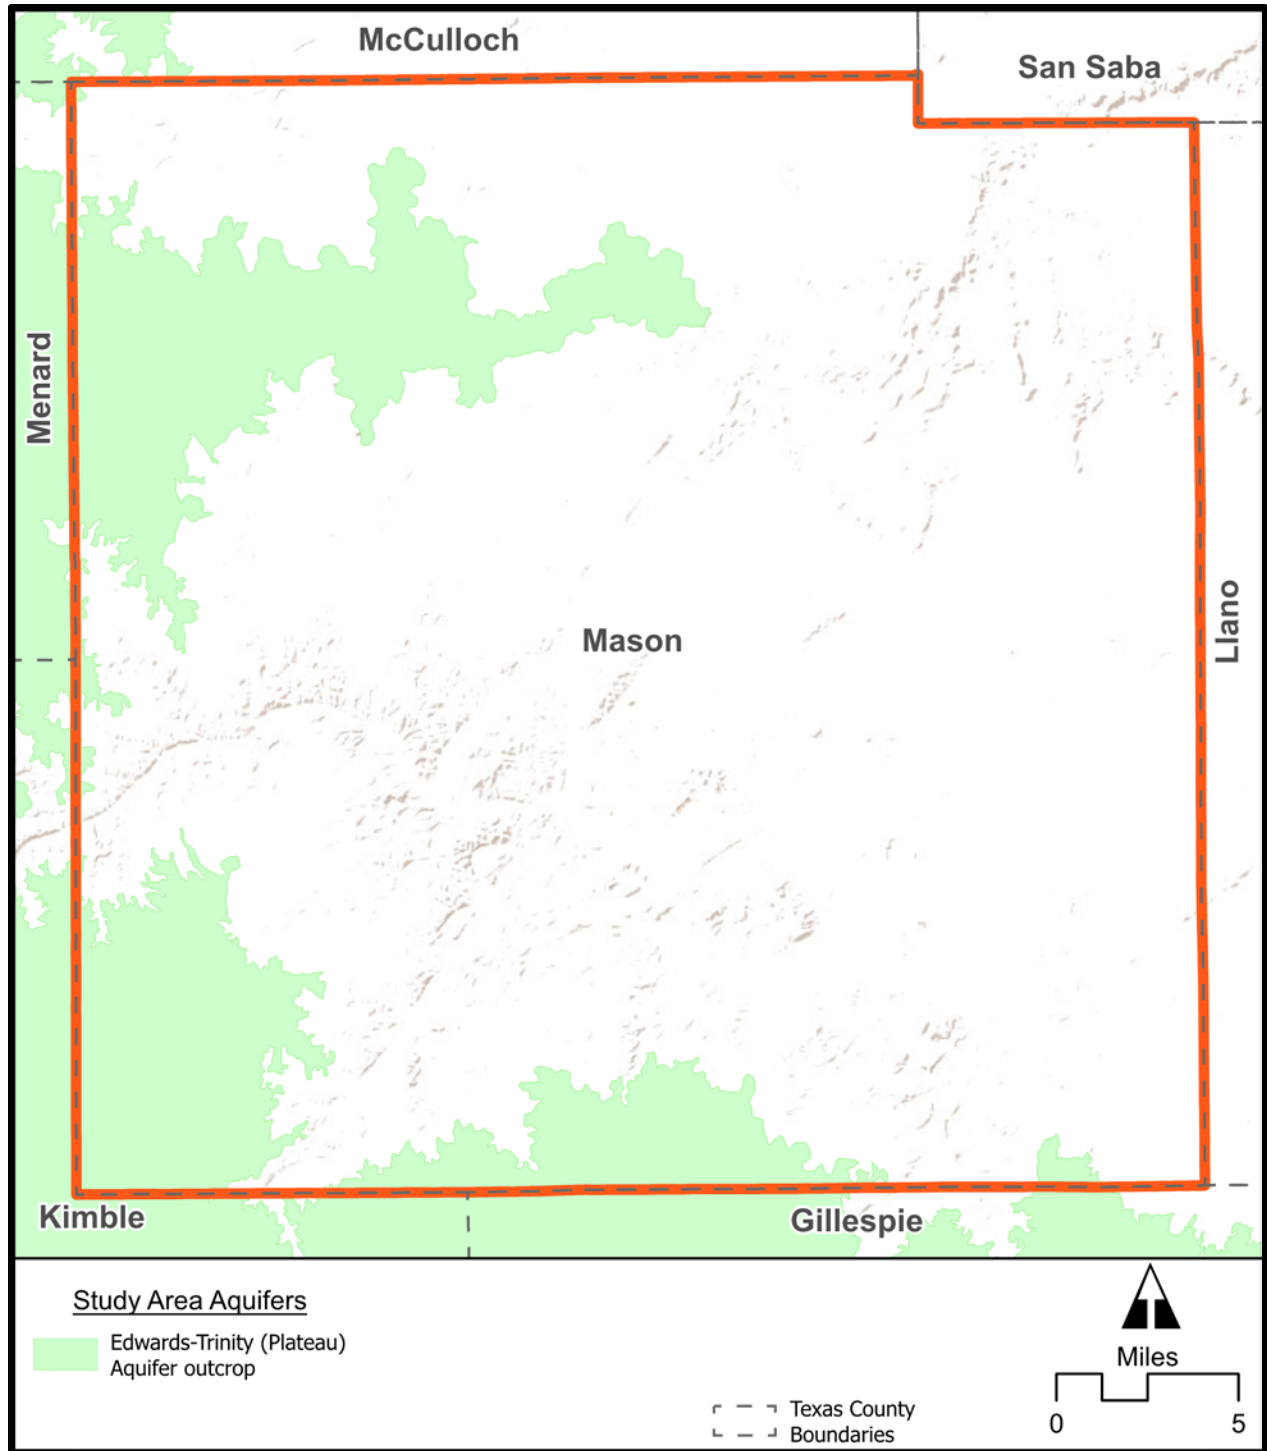 McCulloch
San Saba
Menard
Mason
Llano
Kimble
Gillespie
Study Area Aquifers
Edwards-Trinity (Plateau)
Aquifer outcrop
Texas County
Boundaries
Miles
0 5